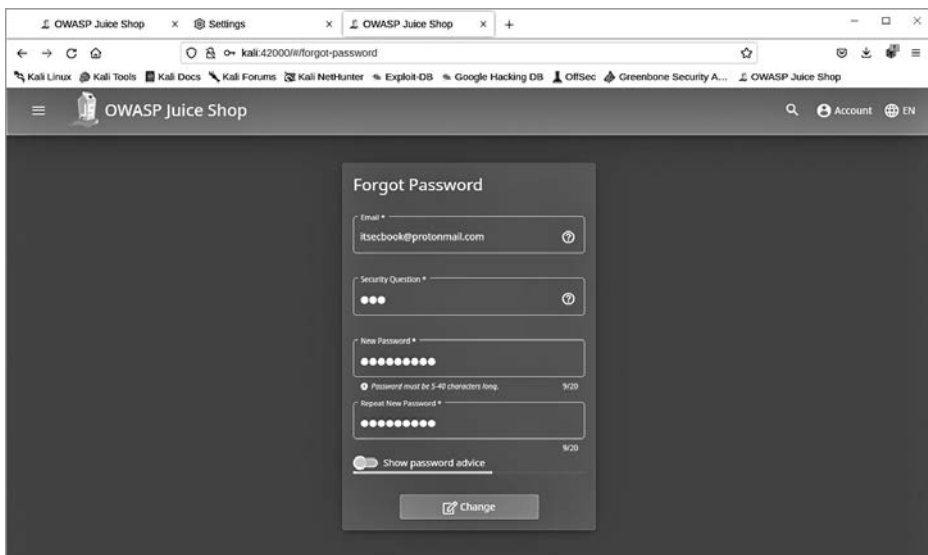 OWASP Juice Shop × Settings × OWASP Juice Shop × +
kali:42000/#/forgot-password
Kali Linux Kali Tools Kali Docs Kali Forums Kali NetHunter Exploit-DB Google Hacking DB OffSec Greenbone Security A... OWASP Juice Shop
OWASP Juice Shop Account EN
Forgot Password
Email *
itsecbook@protonmail.com
Security Question *
New Password *
Password must be 5-40 characters long. 9/20
Repeat New Password *
9/20
Show password advice
Change